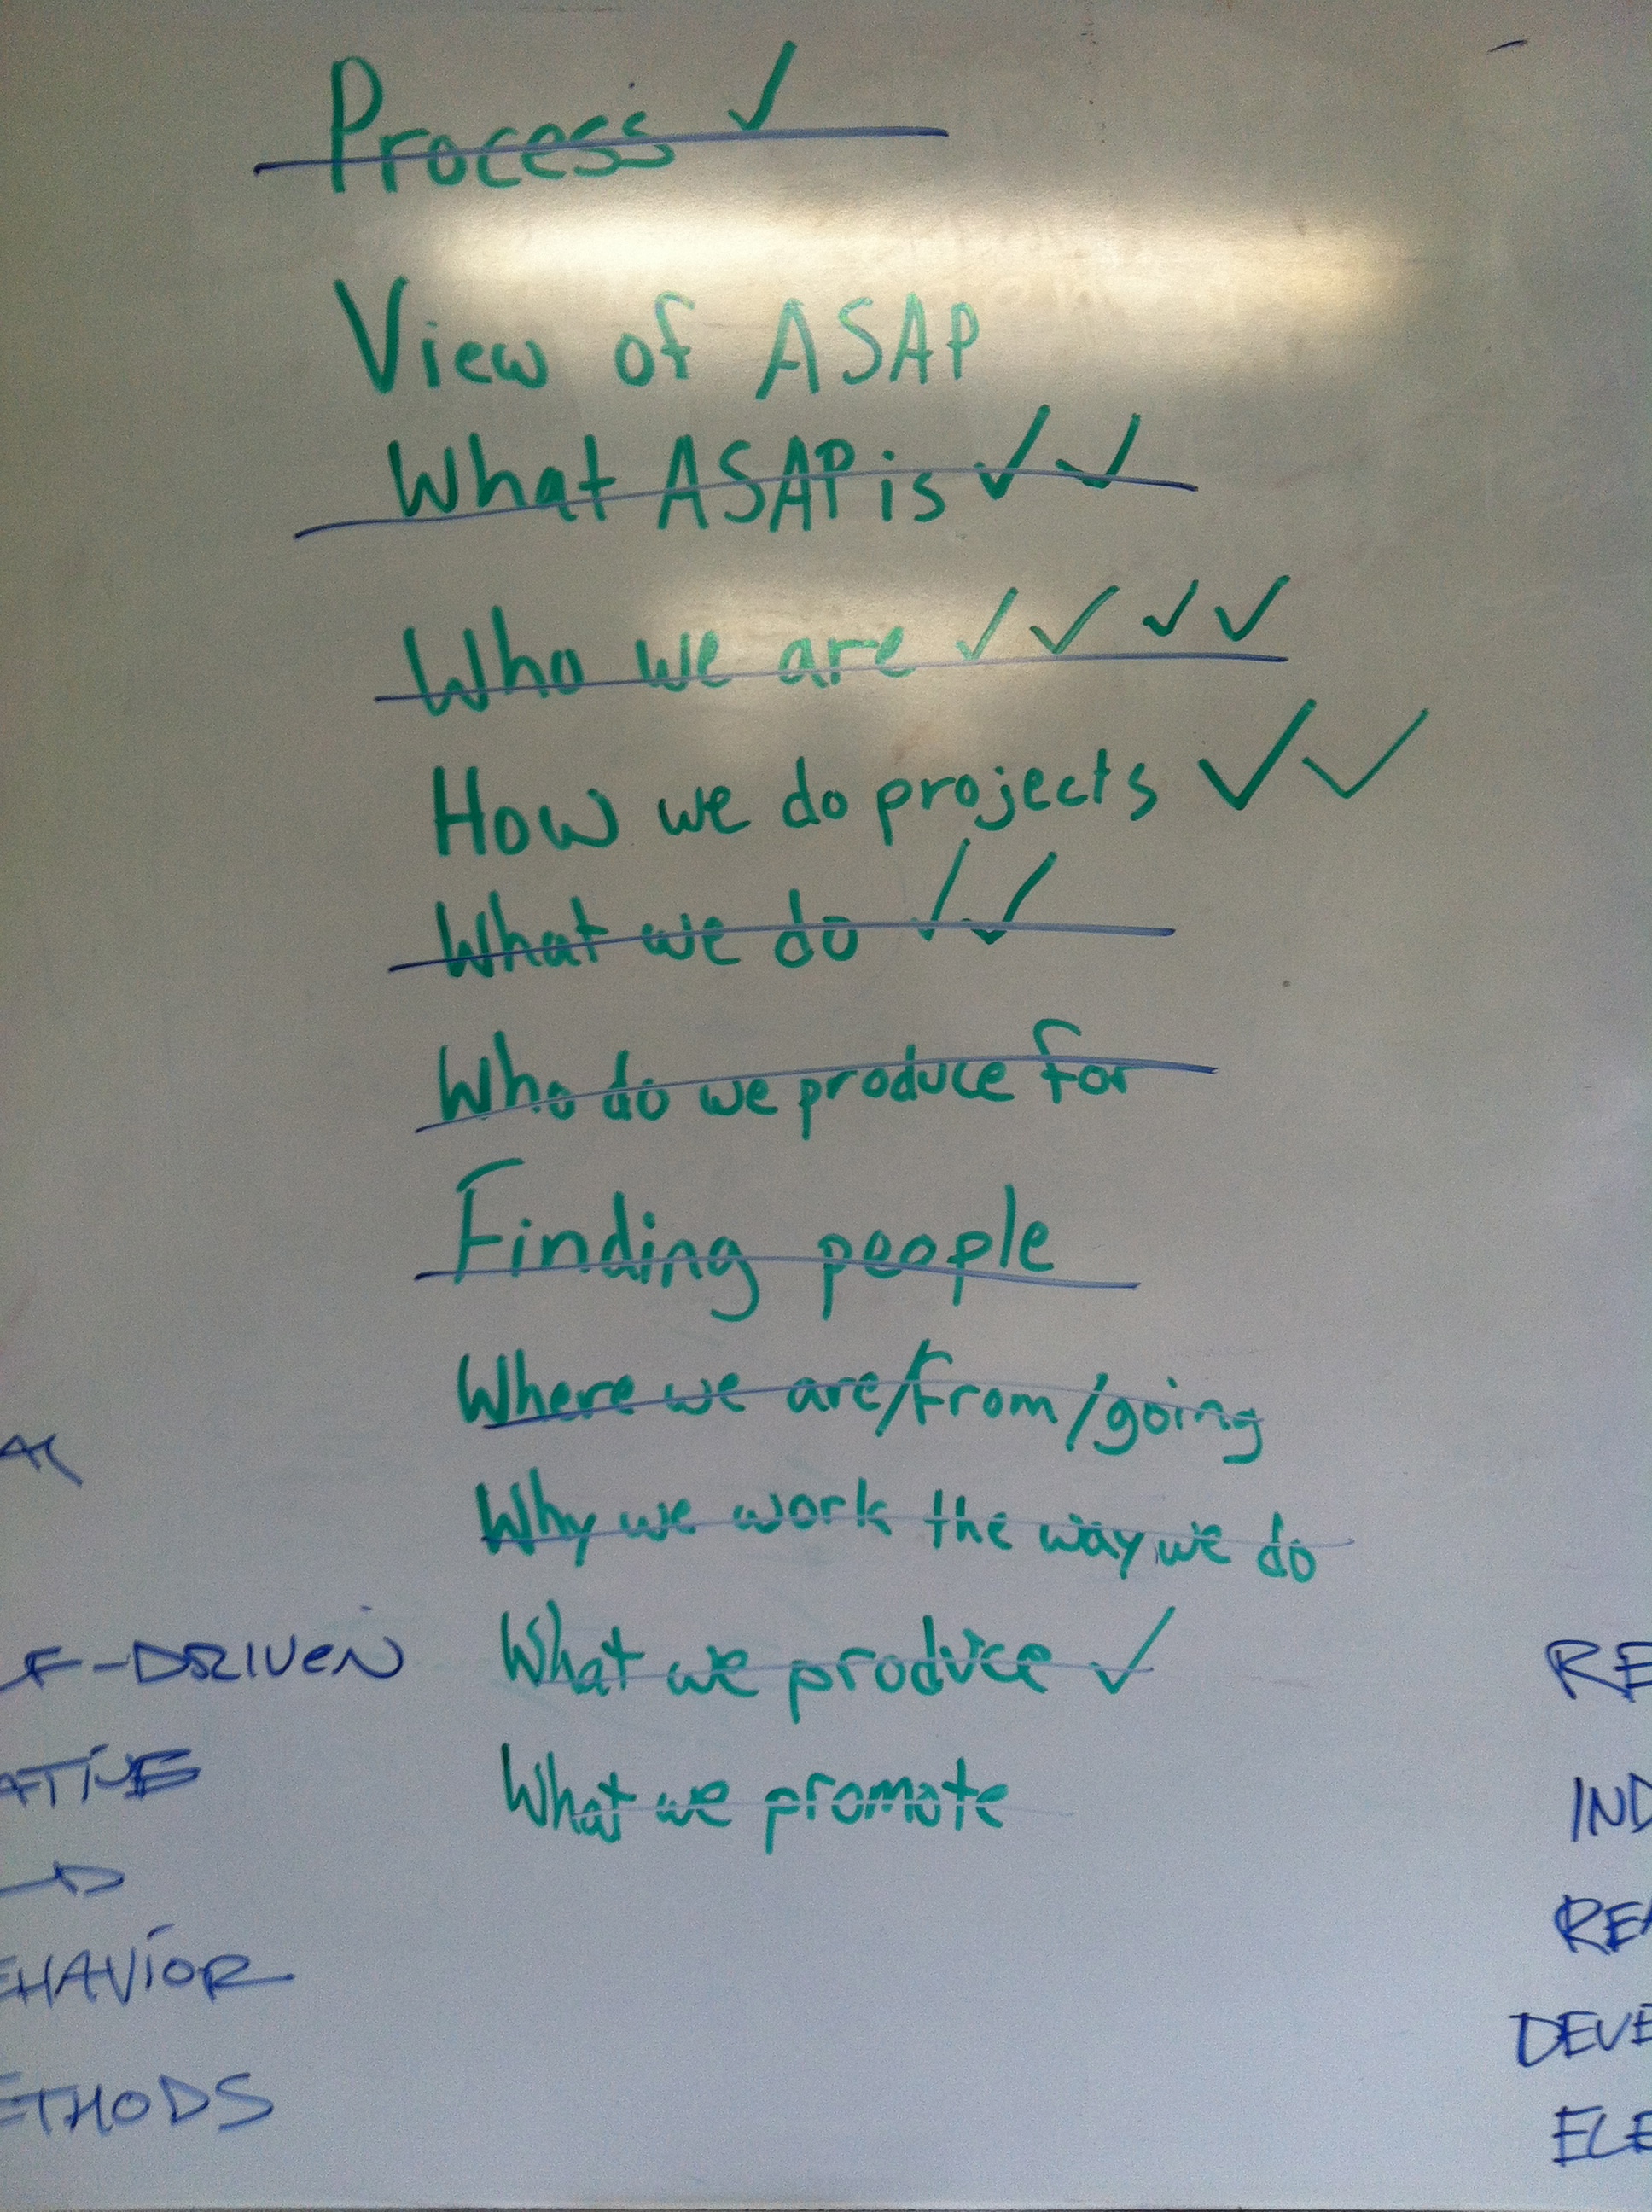 Process ✓
View of ASAP
What ASAP is ✓ ✓
Who we are ✓ ✓ ✓ ✓
How we do projects ✓ ✓
What we do ✓ ✓
Who do we produce for
Finding people
Where we are/from/going
Why we work the way we do
What we produce ✓
What we promote
F-DRIVEN
ATIVE
EHAVIOR
ETHODS
RE
IND
REA
DEVE
ELE